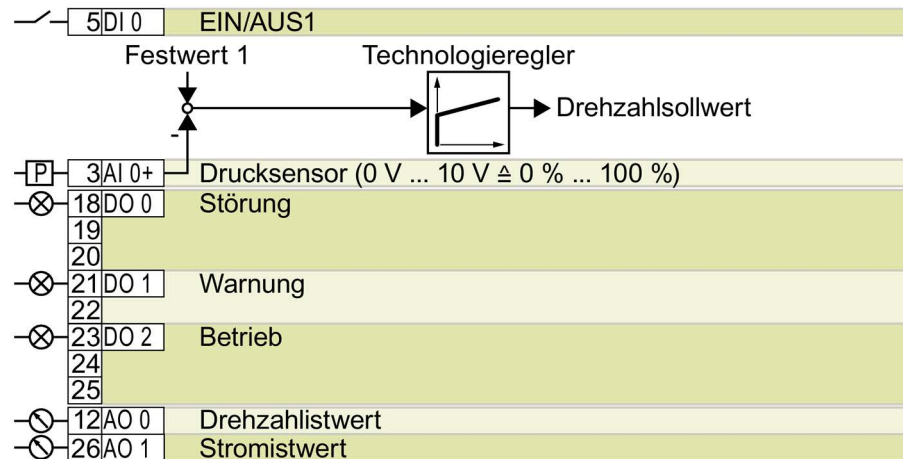 5 DI 0 EIN/AUS1
Festwert 1 Technologieregler
Drehzahlsollwert
-
P 3 AI 0+ Drucksensor (0 V ... 10 V ≙ 0 % ... 100 %)
18 DO 0 Störung
19
20
21 DO 1 Warnung
22
23 DO 2 Betrieb
24
25
12 AO 0 Drehzahlistwert
26 AO 1 Stromistwert